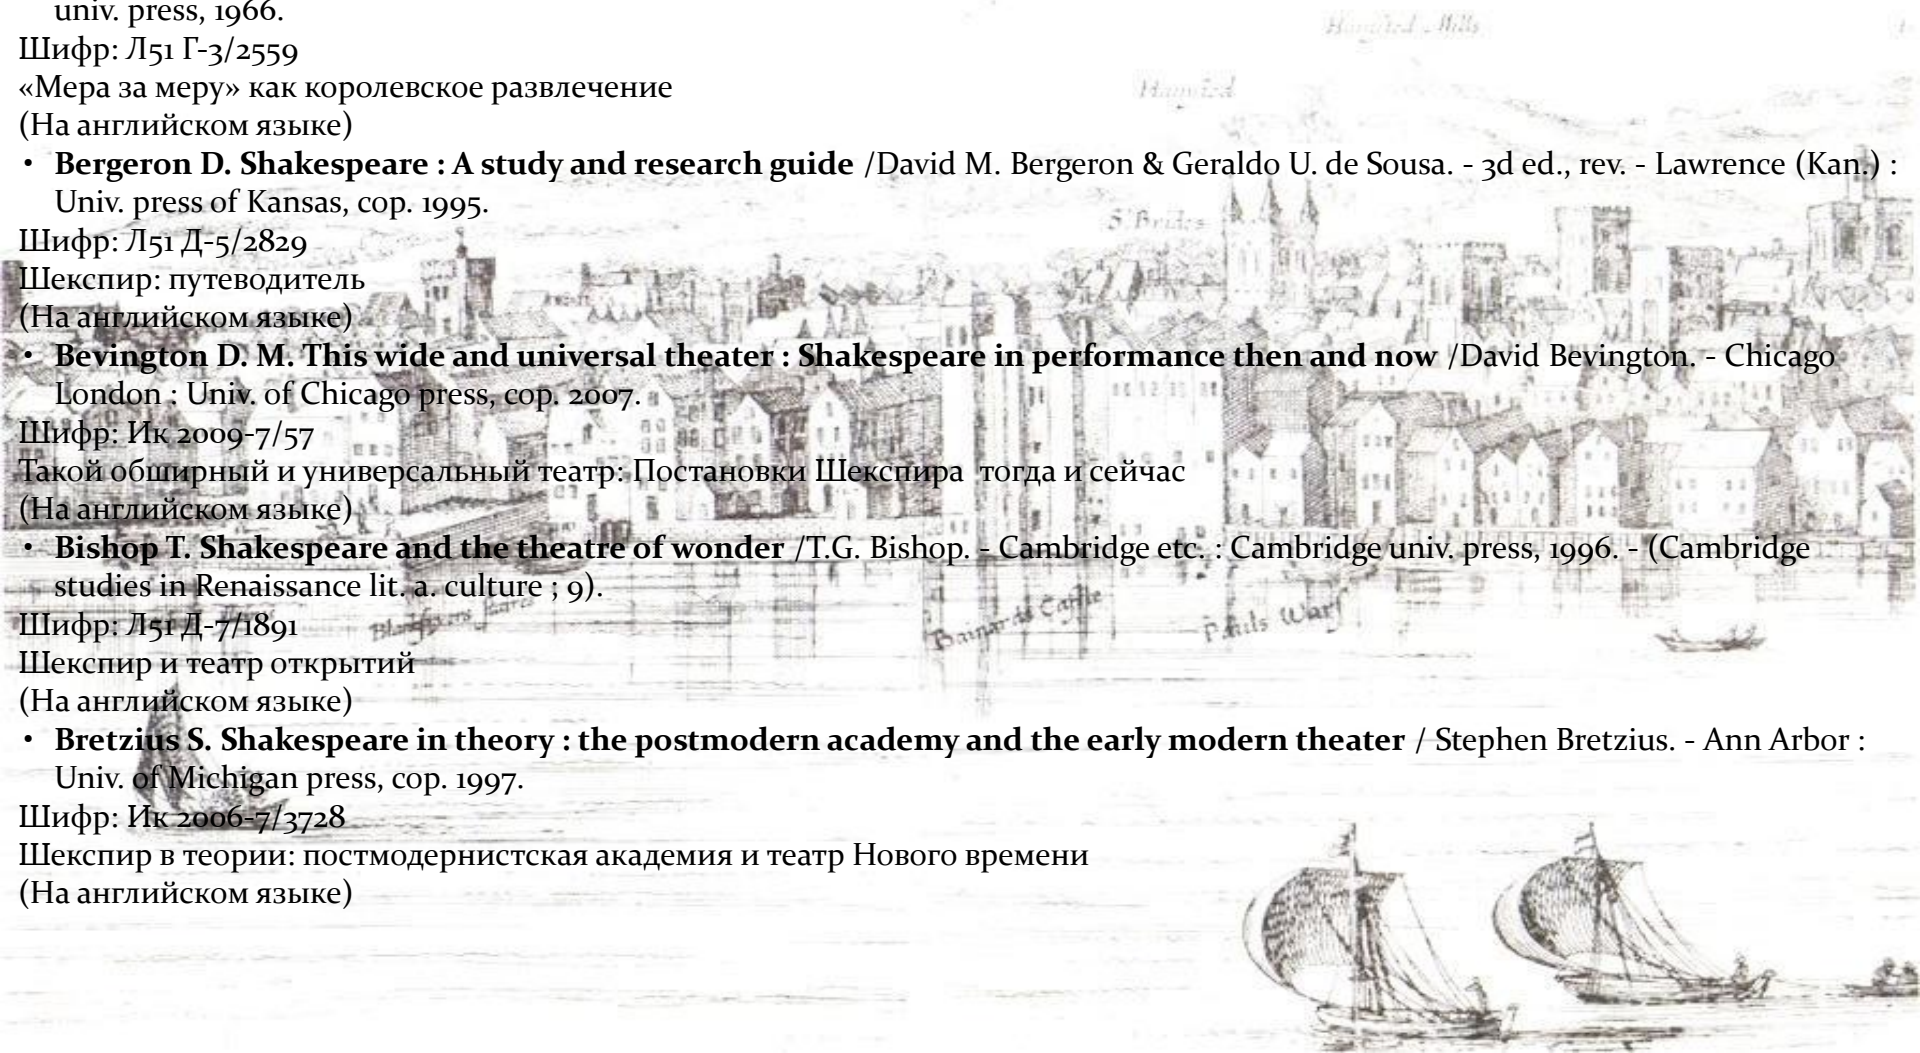 univ. press, 1966.
Шифр: Л51 Г-3/2559
«Мера за меру» как королевское развлечение
(На английском языке)
• Bergeron D. Shakespeare : A study and research guide /David M. Bergeron & Geraldo U. de Sousa. - 3d ed., rev. - Lawrence (Kan.) :
Univ. press of Kansas, cop. 1995.
Шифр: Л51 Д-5/2829
Шекспир: путеводитель
(На английском языке)
• Bevington D. M. This wide and universal theater : Shakespeare in performance then and now /David Bevington. - Chicago
London : Univ. of Chicago press, cop. 2007.
Шифр: Ик 2009-7/57
Такой обширный и универсальный театр: Постановки Шекспира  тогда и сейчас
(На английском языке)
• Bishop T. Shakespeare and the theatre of wonder /T.G. Bishop. - Cambridge etc. : Cambridge univ. press, 1996. - (Cambridge
studies in Renaissance lit. a. culture ; 9).
Шифр: Л51 Д-7/1891
Шекспир и театр открытий
(На английском языке)
• Bretzius S. Shakespeare in theory : the postmodern academy and the early modern theater / Stephen Bretzius. - Ann Arbor :
Univ. of Michigan press, cop. 1997.
Шифр: Ик 2006-7/3728
Шекспир в теории: постмодернистская академия и театр Нового времени
(На английском языке)
S. Brides
Bainards Castle
Pauls Warf